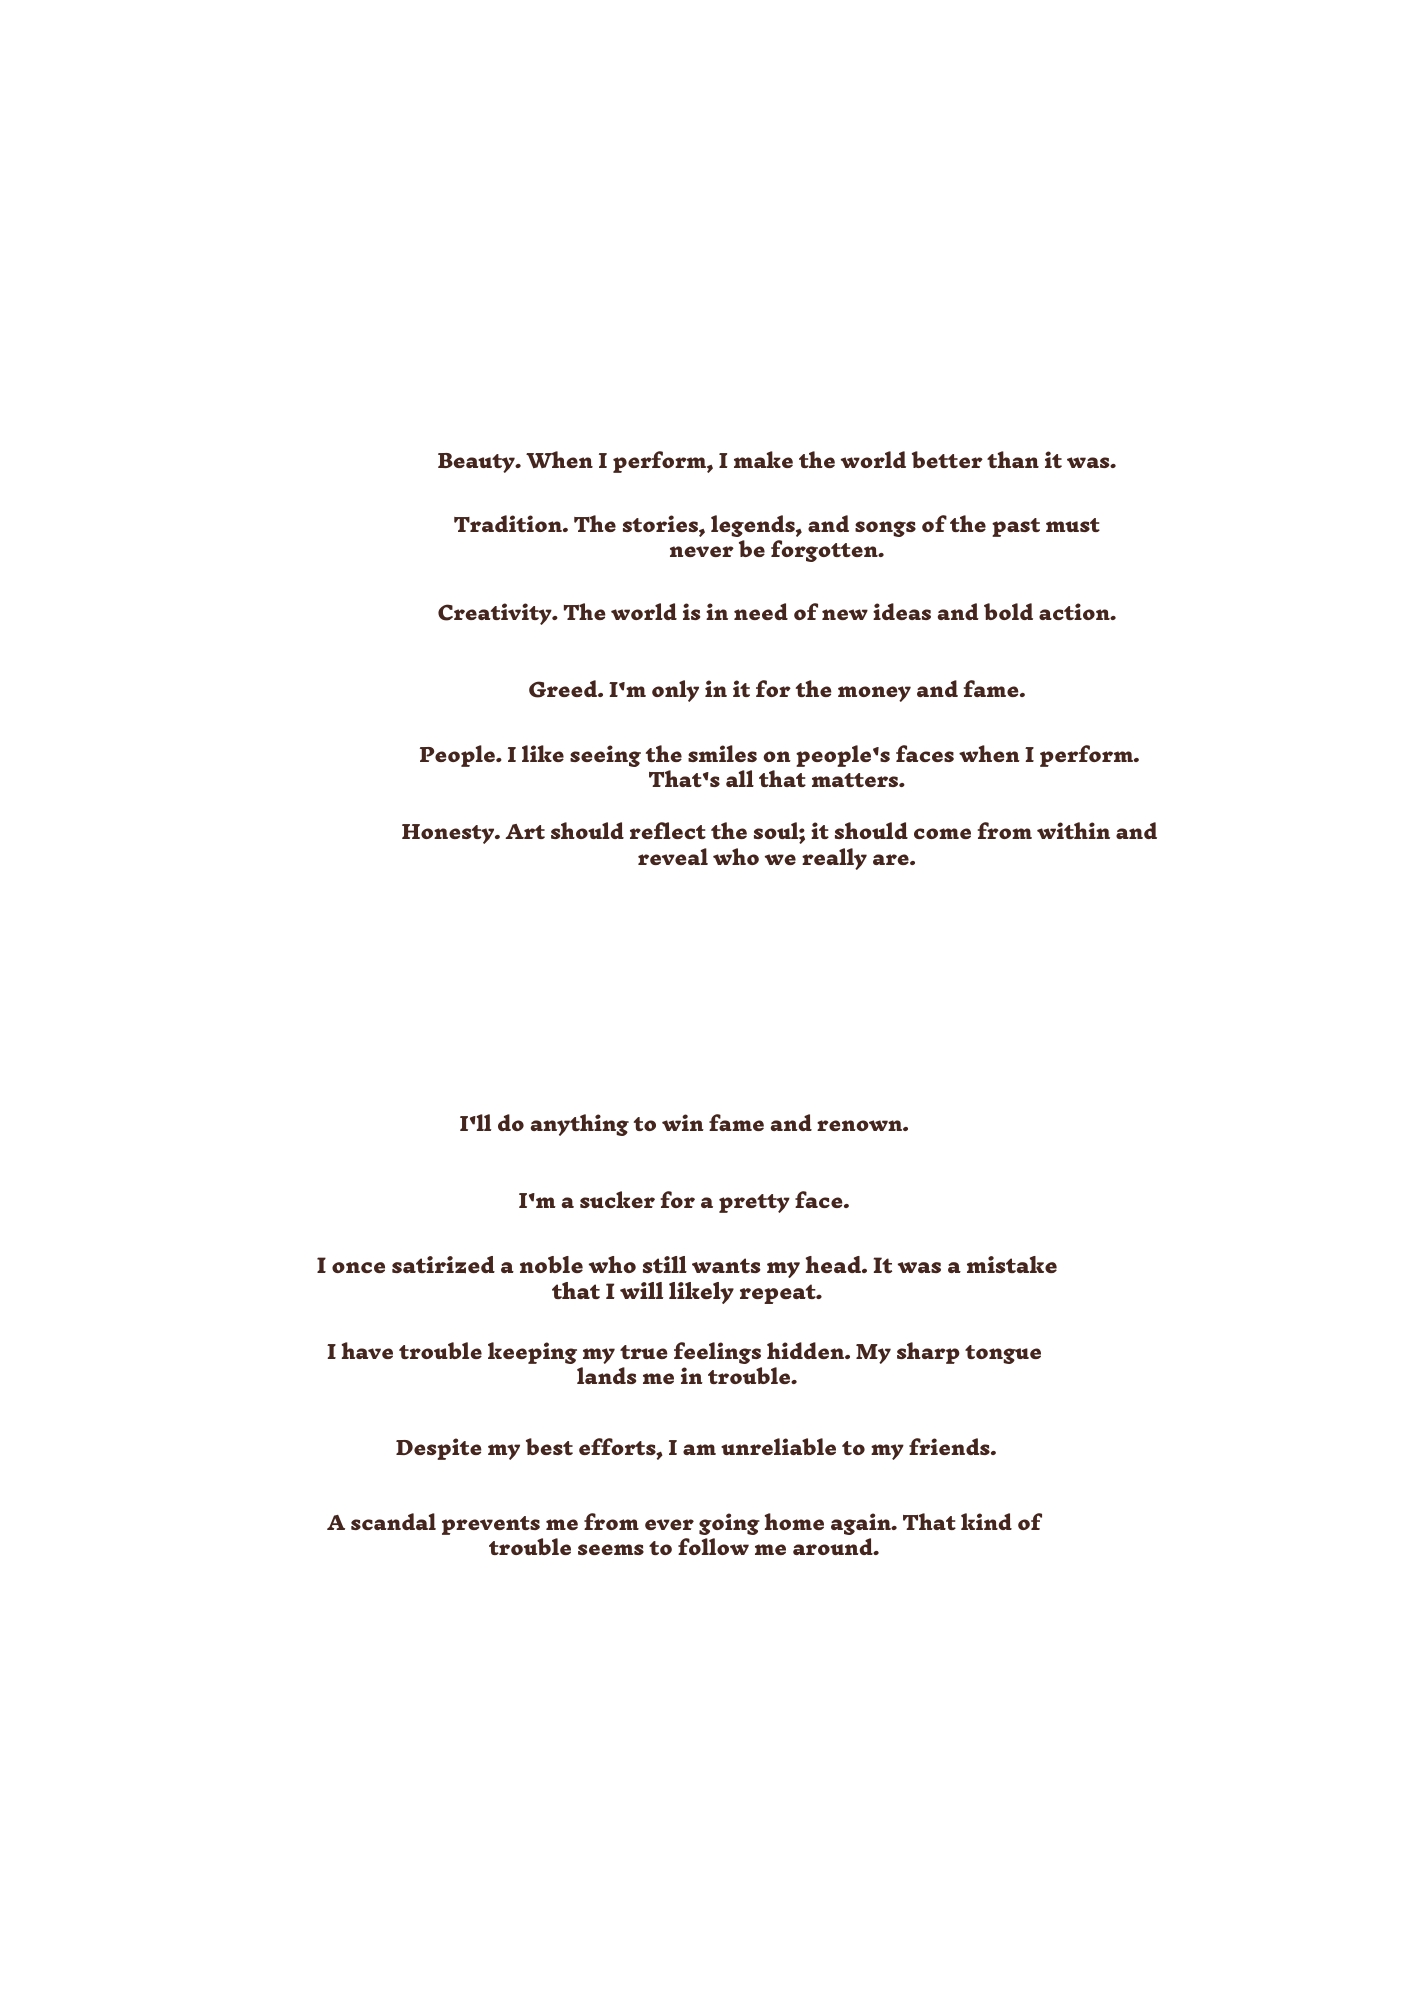 Beauty. When I perform, I make the world better than it was.
Tradition. The stories, legends, and songs of the past must
never be forgotten.
Creativity. The world is in need of new ideas and bold action.
Greed. I'm only in it for the money and fame.
People. I like seeing the smiles on people's faces when I perform.
That's all that matters.
Honesty. Art should reflect the soul; it should come from within and
reveal who we really are.
I'll do anything to win fame and renown.
I'm a sucker for a pretty face.
I once satirized a noble who still wants my head. It was a mistake
that I will likely repeat.
I have trouble keeping my true feelings hidden. My sharp tongue
lands me in trouble.
Despite my best efforts, I am unreliable to my friends.
A scandal prevents me from ever going home again. That kind of
trouble seems to follow me around.